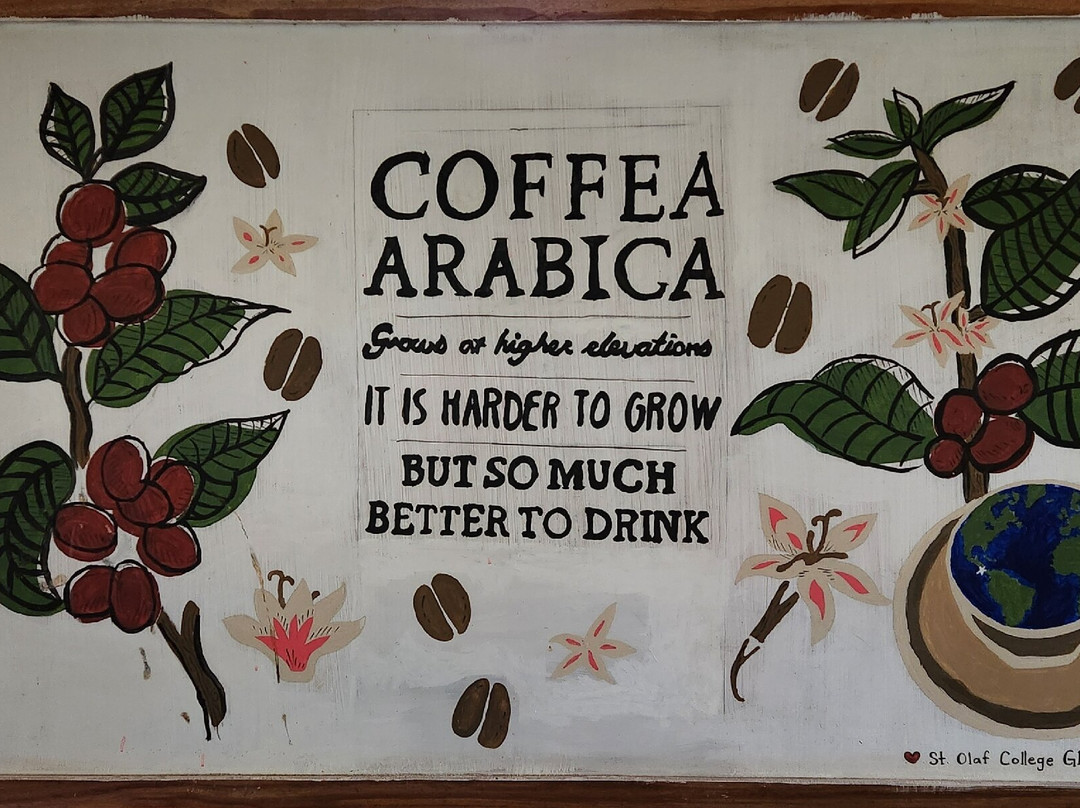 COFFEA
ARABICA
Grows at higher elevations
IT IS HARDER TO GROW
BUT SO MUCH
BETTER TO DRINK
St. Olaf College